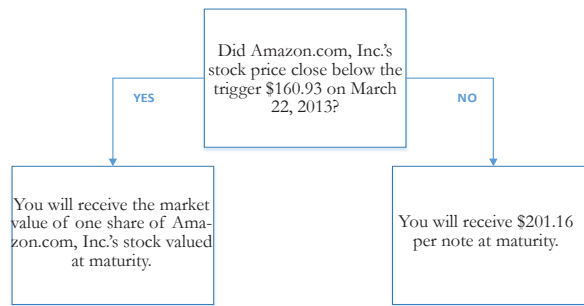 Did Amazon.com, Inc.'s
stock price close below the
trigger $160.93 on March
22, 2013?
YES
NO
You will receive the market
value of one share of Ama-
zon.com, Inc.'s stock valued
at maturity.
You will receive $201.16
per note at maturity.